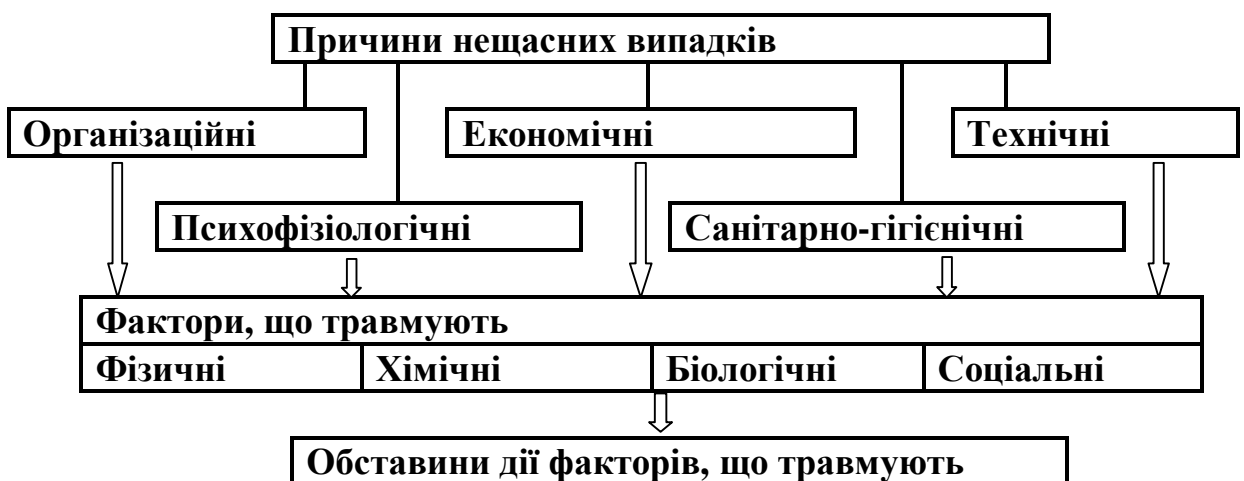 Причини нещасних випадків
Організаційні Економічні Технічні
Психофізіологічні Санітарно-гігієнічні
Фактори, що травмують
Фізичні Хімічні Біологічні Соціальні
Обставини дії факторів, що травмують